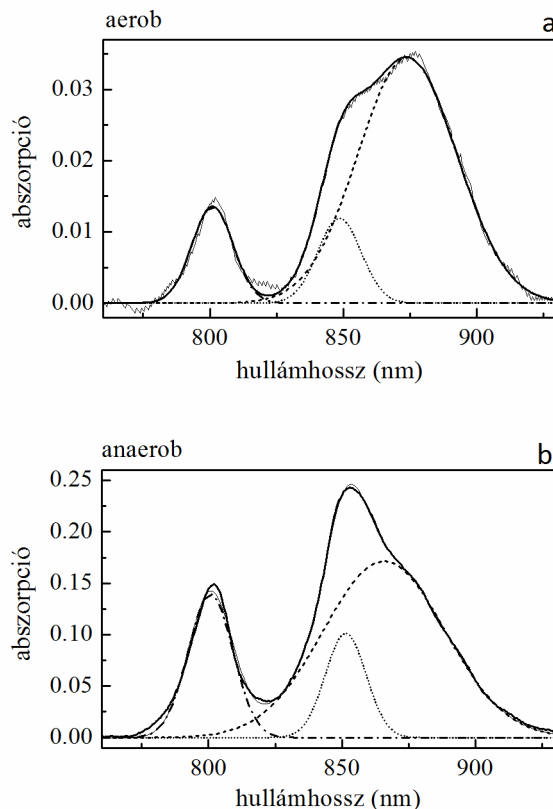 aerob
a
0.03
0.02
0.01
0.00
abszorpció
800 850 900
hullámhossz (nm)
anaerob
b
0.25
0.20
0.15
0.10
0.05
0.00
abszorpció
800 850 900
hullámhossz (nm)